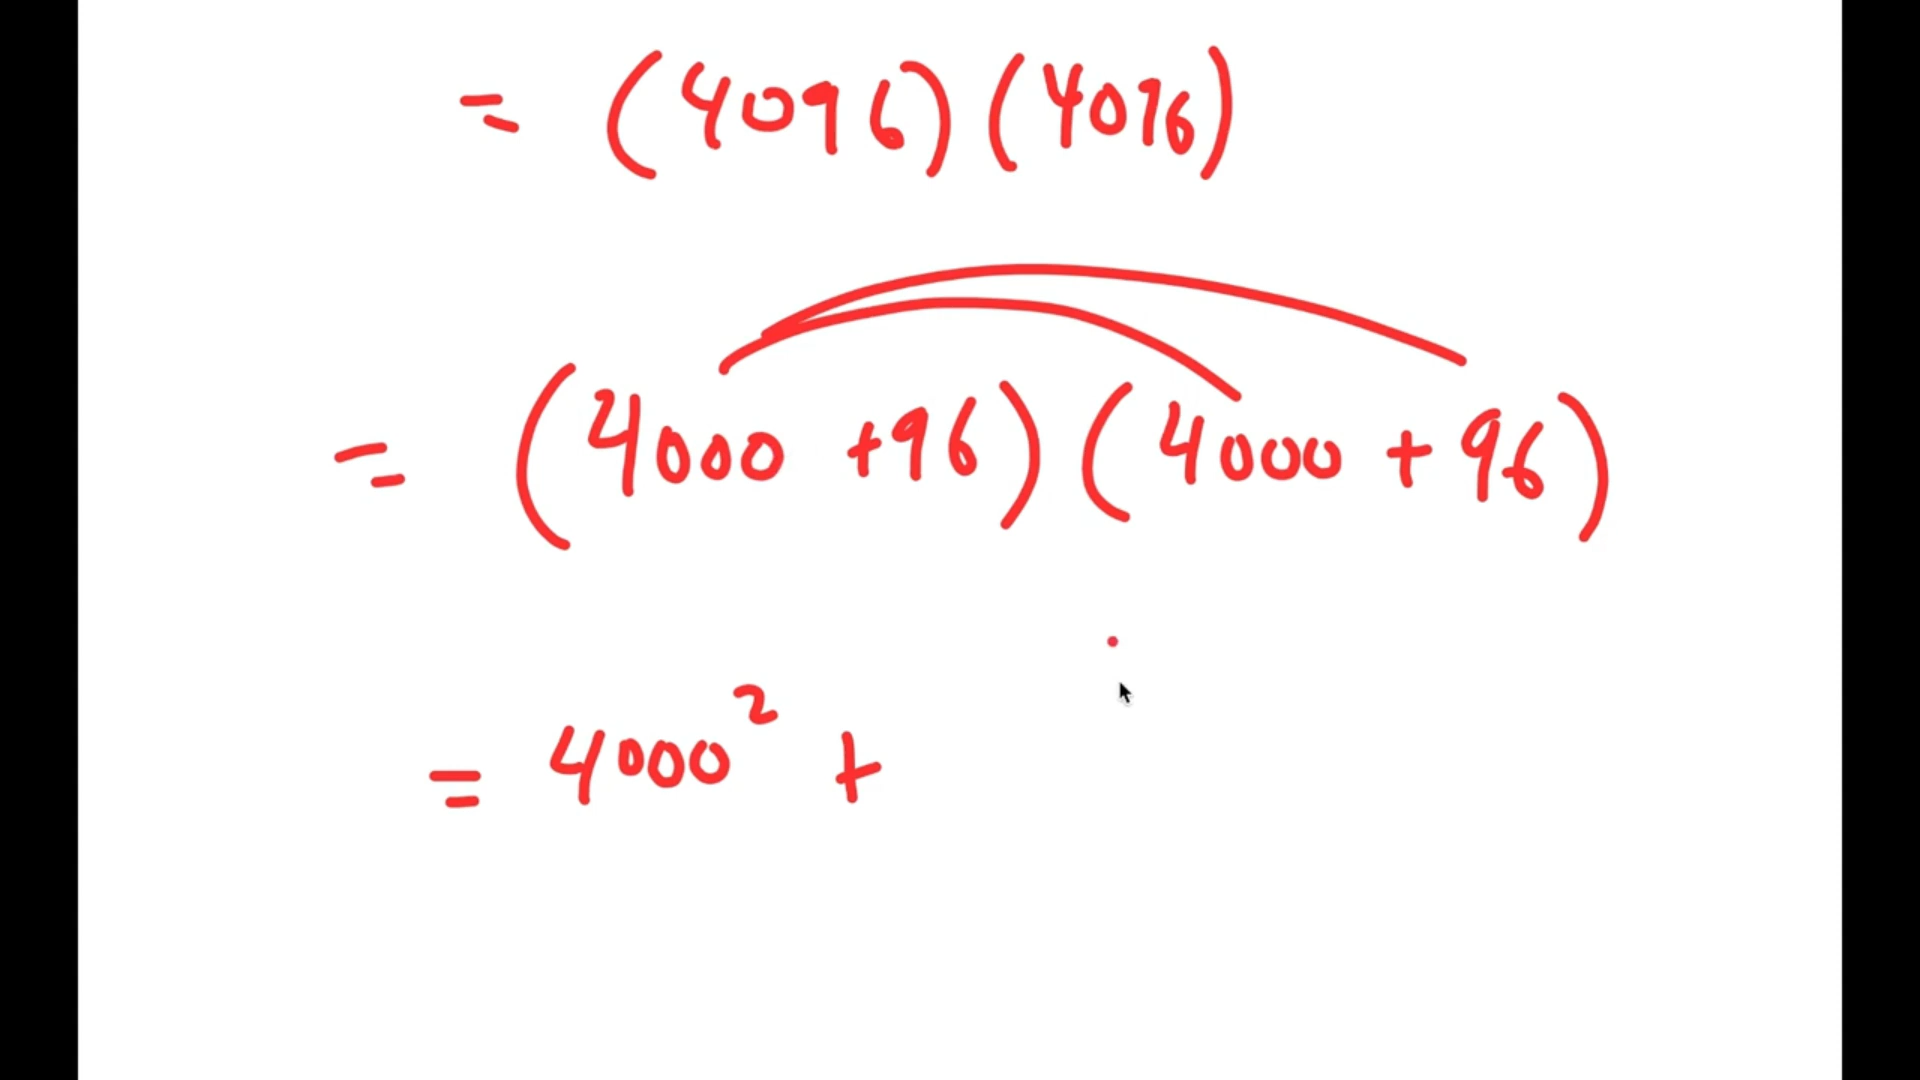 = (4096)(4096)
= (4000 +96)(4000 + 96)
= 4000² +